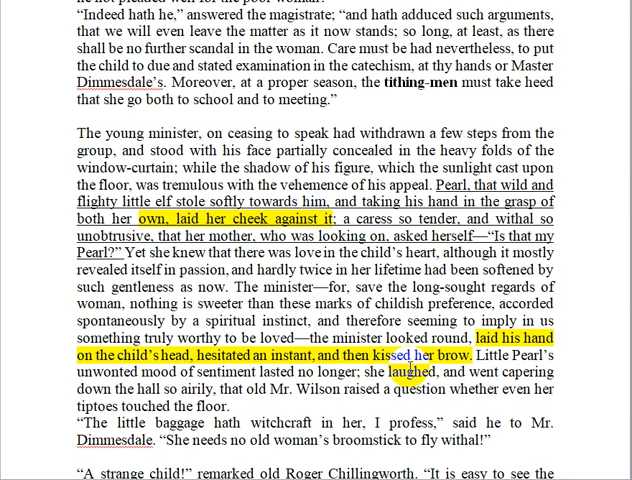 he not pleaded well for the poor woman?”
“Indeed hath he,” answered the magistrate; “and hath adduced such arguments,
that we will even leave the matter as it now stands; so long, at least, as there
shall be no further scandal in the woman. Care must be had nevertheless, to put
the child to due and stated examination in the catechism, at thy hands or Master
Dimmesdale’s. Moreover, at a proper season, the tithing-men must take heed
that she go both to school and to meeting.”
The young minister, on ceasing to speak had withdrawn a few steps from the
group, and stood with his face partially concealed in the heavy folds of the
window-curtain; while the shadow of his figure, which the sunlight cast upon
the floor, was tremulous with the vehemence of his appeal. Pearl, that wild and
flighty little elf stole softly towards him, and taking his hand in the grasp of
both her own, laid her cheek against it; a caress so tender, and withal so
unobtrusive, that her mother, who was looking on, asked herself—“Is that my
Pearl?” Yet she knew that there was love in the child’s heart, although it mostly
revealed itself in passion, and hardly twice in her lifetime had been softened by
such gentleness as now. The minister—for, save the long-sought regards of
woman, nothing is sweeter than these marks of childish preference, accorded
spontaneously by a spiritual instinct, and therefore seeming to imply in us
something truly worthy to be loved—the minister looked round, laid his hand
on the child’s head, hesitated an instant, and then kissed her brow. Little Pearl’s
unwonted mood of sentiment lasted no longer; she laughed, and went capering
down the hall so airily, that old Mr. Wilson raised a question whether even her
tiptoes touched the floor.
“The little baggage hath witchcraft in her, I profess,” said he to Mr.
Dimmesdale. “She needs no old woman’s broomstick to fly withal!”
“A strange child!” remarked old Roger Chillingworth. “It is easy to see the